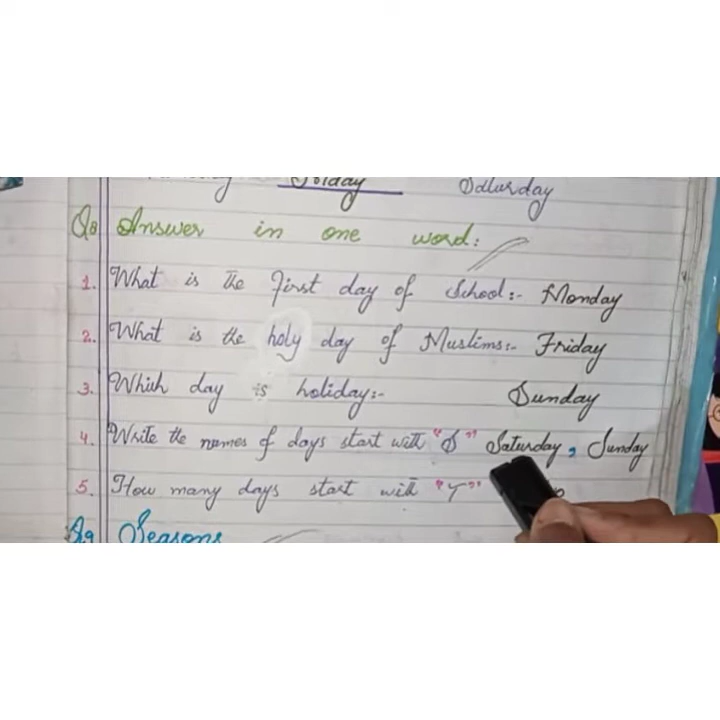 Friday Saturday
Q8 Answer in one word:
1. What is the first day of School:- Monday
2. What is the holy day of Muslims:- Friday
3. Which day is holiday:- Sunday
4. Write the names of days start with "S" Saturday, Sunday
5. How many days start with "T"
Q9 Seasons